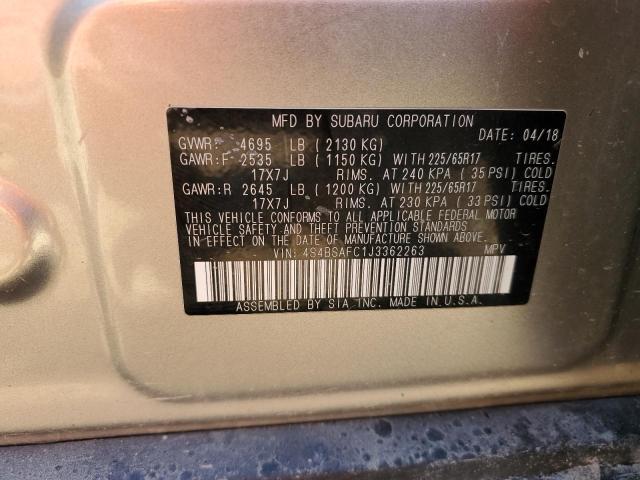 MFD BY SUBARU CORPORATION
DATE: 04/18
GVWR: 4695 LB (2130 KG)
GAWR:F 2535 LB (1150 KG) WITH 225/65R17 TIRES.
17X7J RIMS. AT 240 KPA (35 PSI) COLD
GAWR:R 2645 LB (1200 KG) WITH 225/65R17 TIRES.
17X7J RIMS. AT 230 KPA (33 PSI) COLD
THIS VEHICLE CONFORMS TO ALL APPLICABLE FEDERAL MOTOR
VEHICLE SAFETY AND THEFT PREVENTION STANDARDS
IN EFFECT ON THE DATE OF MANUFACTURE SHOWN ABOVE.
VIN: 4S4BSAFC1J3362263 MPV
ASSEMBLED BY SIA INC. MADE IN U.S.A.